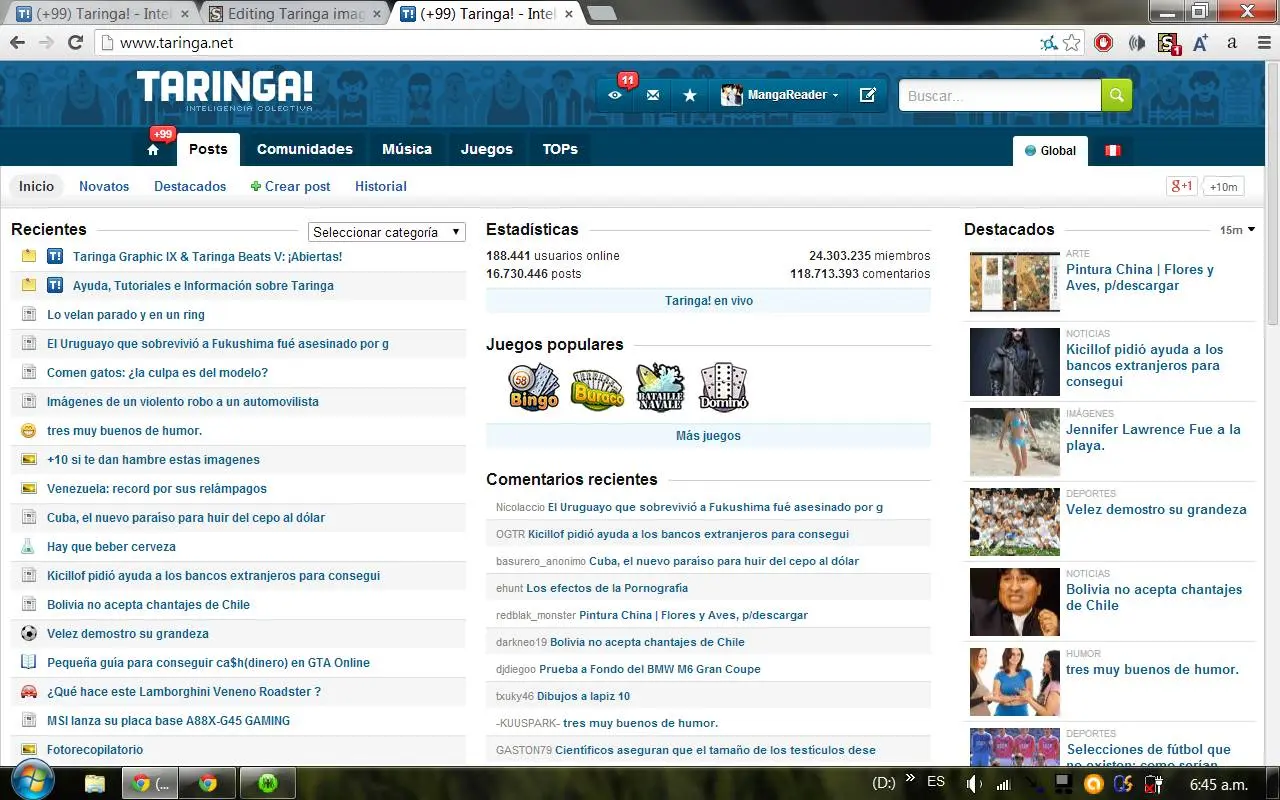 (+99) Taringa! - Intel
Editing Taringa imag
(+99) Taringa! - Intel
www.taringa.net
TARINGA!
INTELIGENCIA COLECTIVA
11
MangaReader
Buscar...
+99
Posts
Comunidades
Música
Juegos
TOPs
Global
Inicio
Novatos
Destacados
Crear post
Historial
g+1
+10m
Recientes
Seleccionar categoría
Taringa Graphic IX & Taringa Beats V: ¡Abiertas!
Ayuda, Tutoriales e Información sobre Taringa
Lo velan parado y en un ring
El Uruguayo que sobrevivió a Fukushima fué asesinado por g
Comen gatos: ¿la culpa es del modelo?
Imágenes de un violento robo a un automovilista
tres muy buenos de humor.
+10 si te dan hambre estas imagenes
Venezuela: record por sus relámpagos
Cuba, el nuevo paraíso para huir del cepo al dólar
Hay que beber cerveza
Kicillof pidió ayuda a los bancos extranjeros para consegui
Bolivia no acepta chantajes de Chile
Velez demostro su grandeza
Pequeña guía para conseguir ca$h(dinero) en GTA Online
¿Qué hace este Lamborghini Veneno Roadster ?
MSI lanza su placa base A88X-G45 GAMING
Fotorecopilatorio
Estadísticas
188.441 usuarios online
24.303.235 miembros
16.730.446 posts
118.713.393 comentarios
Taringa! en vivo
Juegos populares
58
Bingo
Buraco
BATAILLE
NAVALE
Dominó
Más juegos
Comentarios recientes
Nicolaccio El Uruguayo que sobrevivió a Fukushima fué asesinado por g
OGTR Kicillof pidió ayuda a los bancos extranjeros para consegui
basurero_anonimo Cuba, el nuevo paraíso para huir del cepo al dólar
ehunt Los efectos de la Pornografia
redblak_monster Pintura China | Flores y Aves, p/descargar
darkneo19 Bolivia no acepta chantajes de Chile
djdiegoo Prueba a Fondo del BMW M6 Gran Coupe
txuky46 Dibujos a lapiz 10
-KUUSPARK- tres muy buenos de humor.
GASTON79 Científicos aseguran que el tamaño de los testículos dese
Destacados
15m
ARTE
Pintura China | Flores y
Aves, p/descargar
NOTICIAS
Kicillof pidió ayuda a los
bancos extranjeros para
consegui
IMÁGENES
Jennifer Lawrence Fue a la
playa.
DEPORTES
Velez demostro su grandeza
NOTICIAS
Bolivia no acepta chantajes
de Chile
HUMOR
tres muy buenos de humor.
DEPORTES
Selecciones de fútbol que
no existen: como serían
(...
(D:)
ES
6:45 a.m.